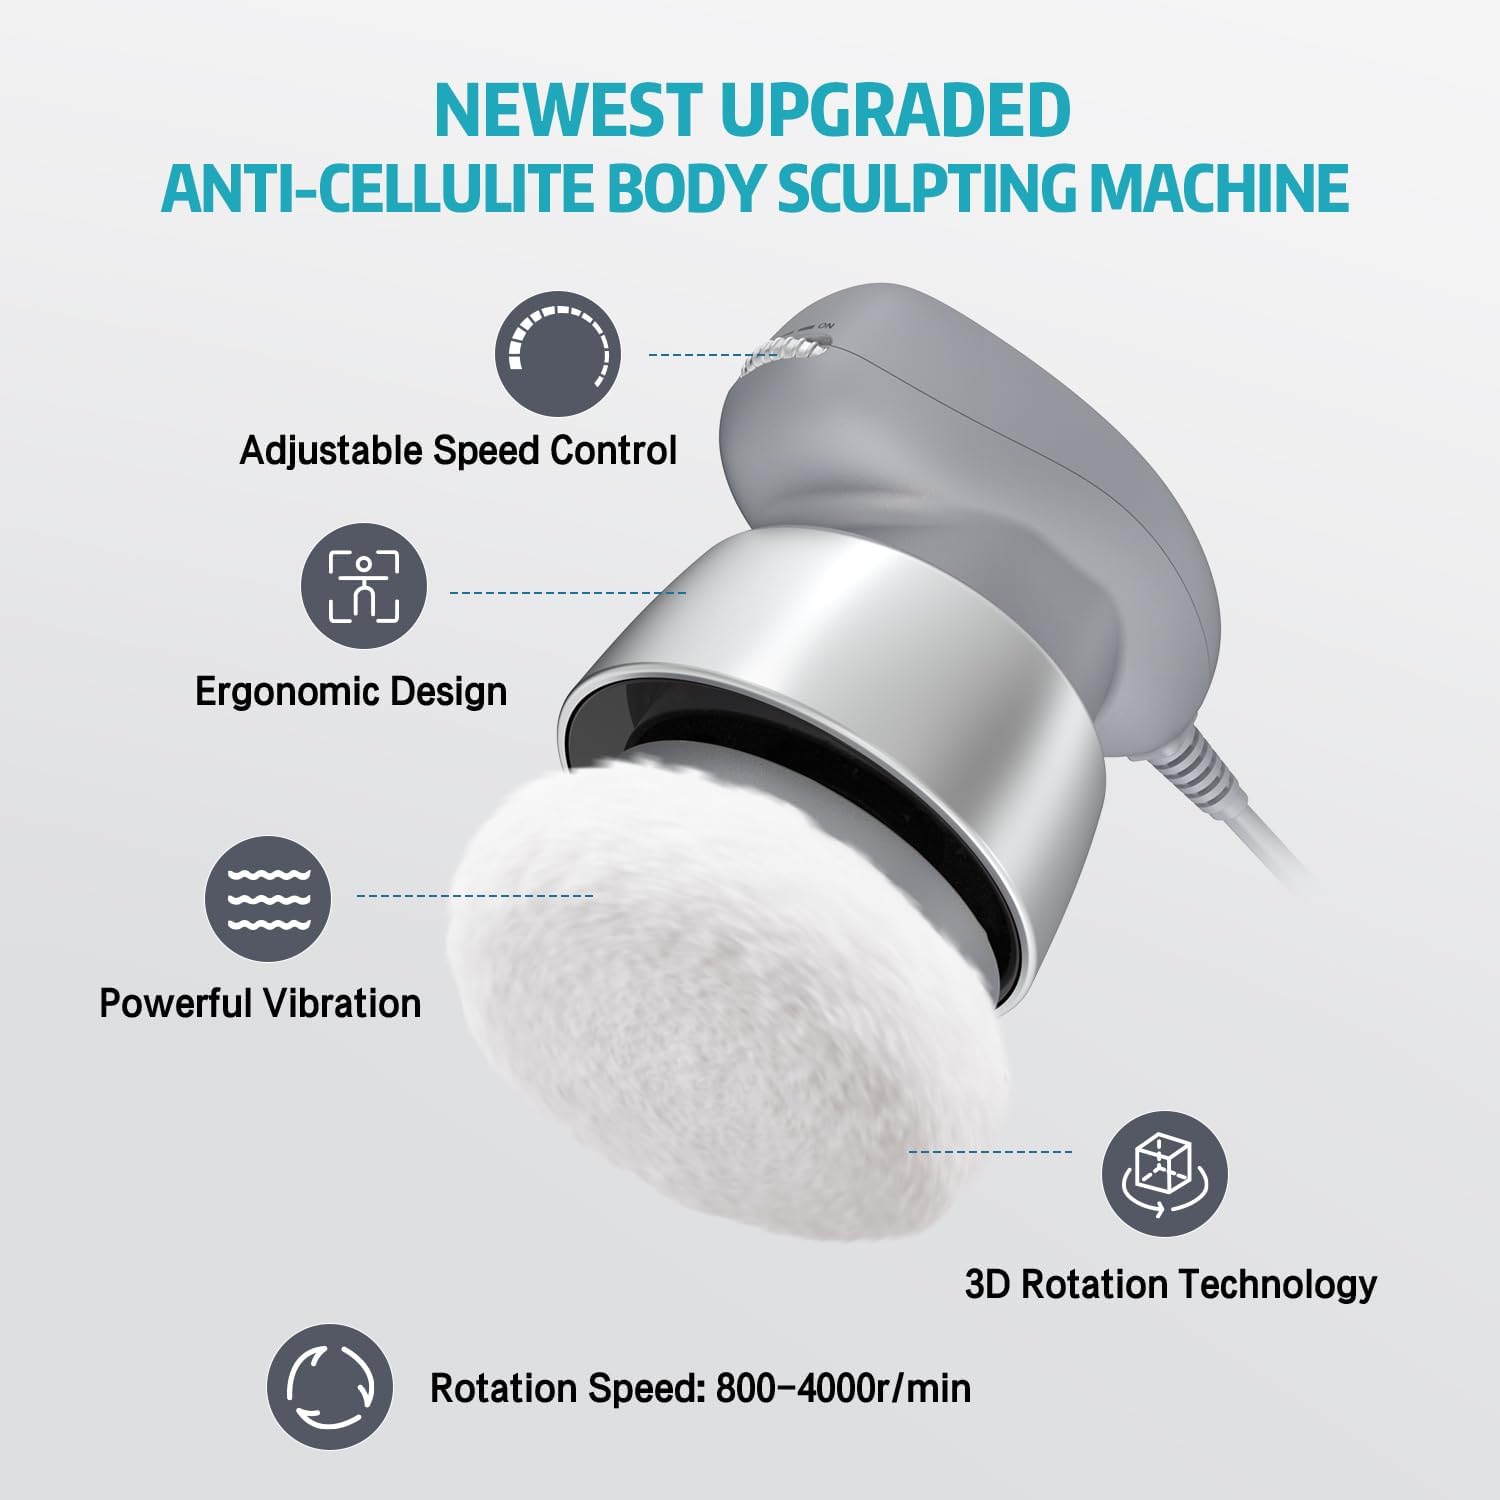 NEWEST UPGRADED
ANTI-CELLULITE BODY SCULPTING MACHINE
ON
Adjustable Speed Control
Ergonomic Design
Powerful Vibration
3D Rotation Technology
Rotation Speed: 800-4000r/min